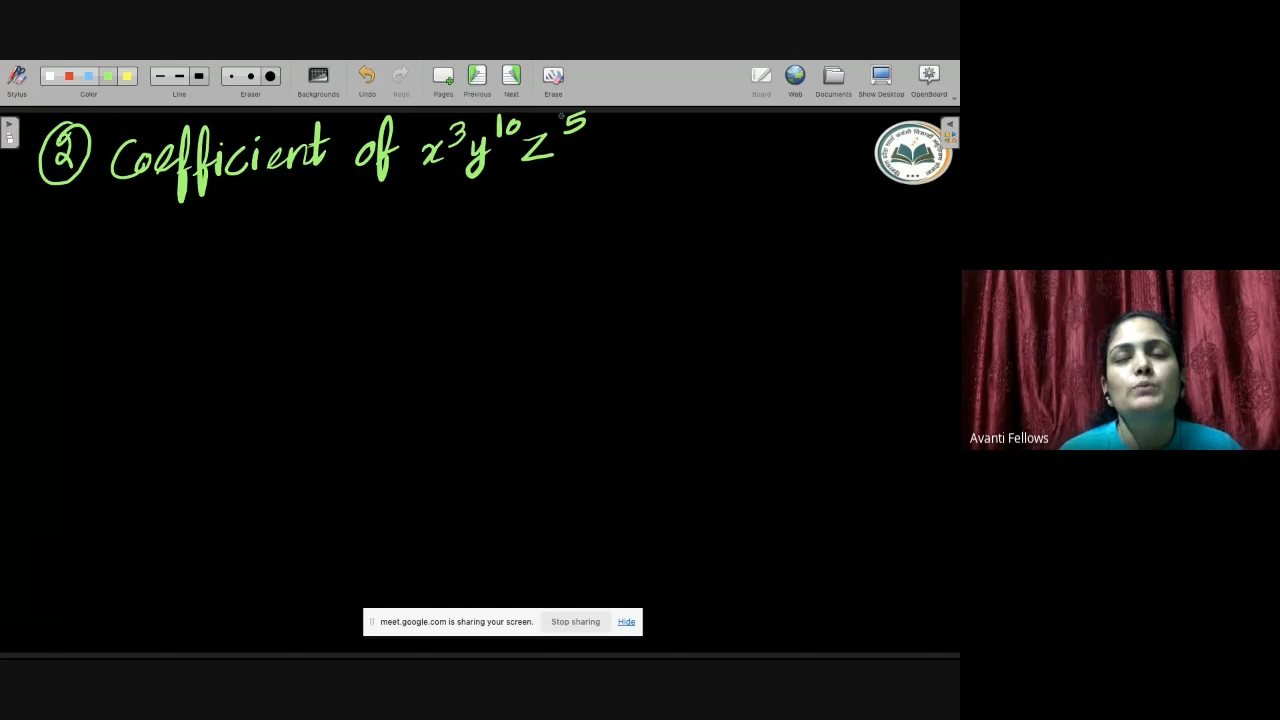 Stylus Color Line Eraser Backgrounds Undo Redo Pages Previous Next Erase Board Web Documents Show Desktop OpenBoard
② Coefficient of x³y¹⁰z⁵
Avanti Fellows
meet.google.com is sharing your screen. Stop sharing Hide